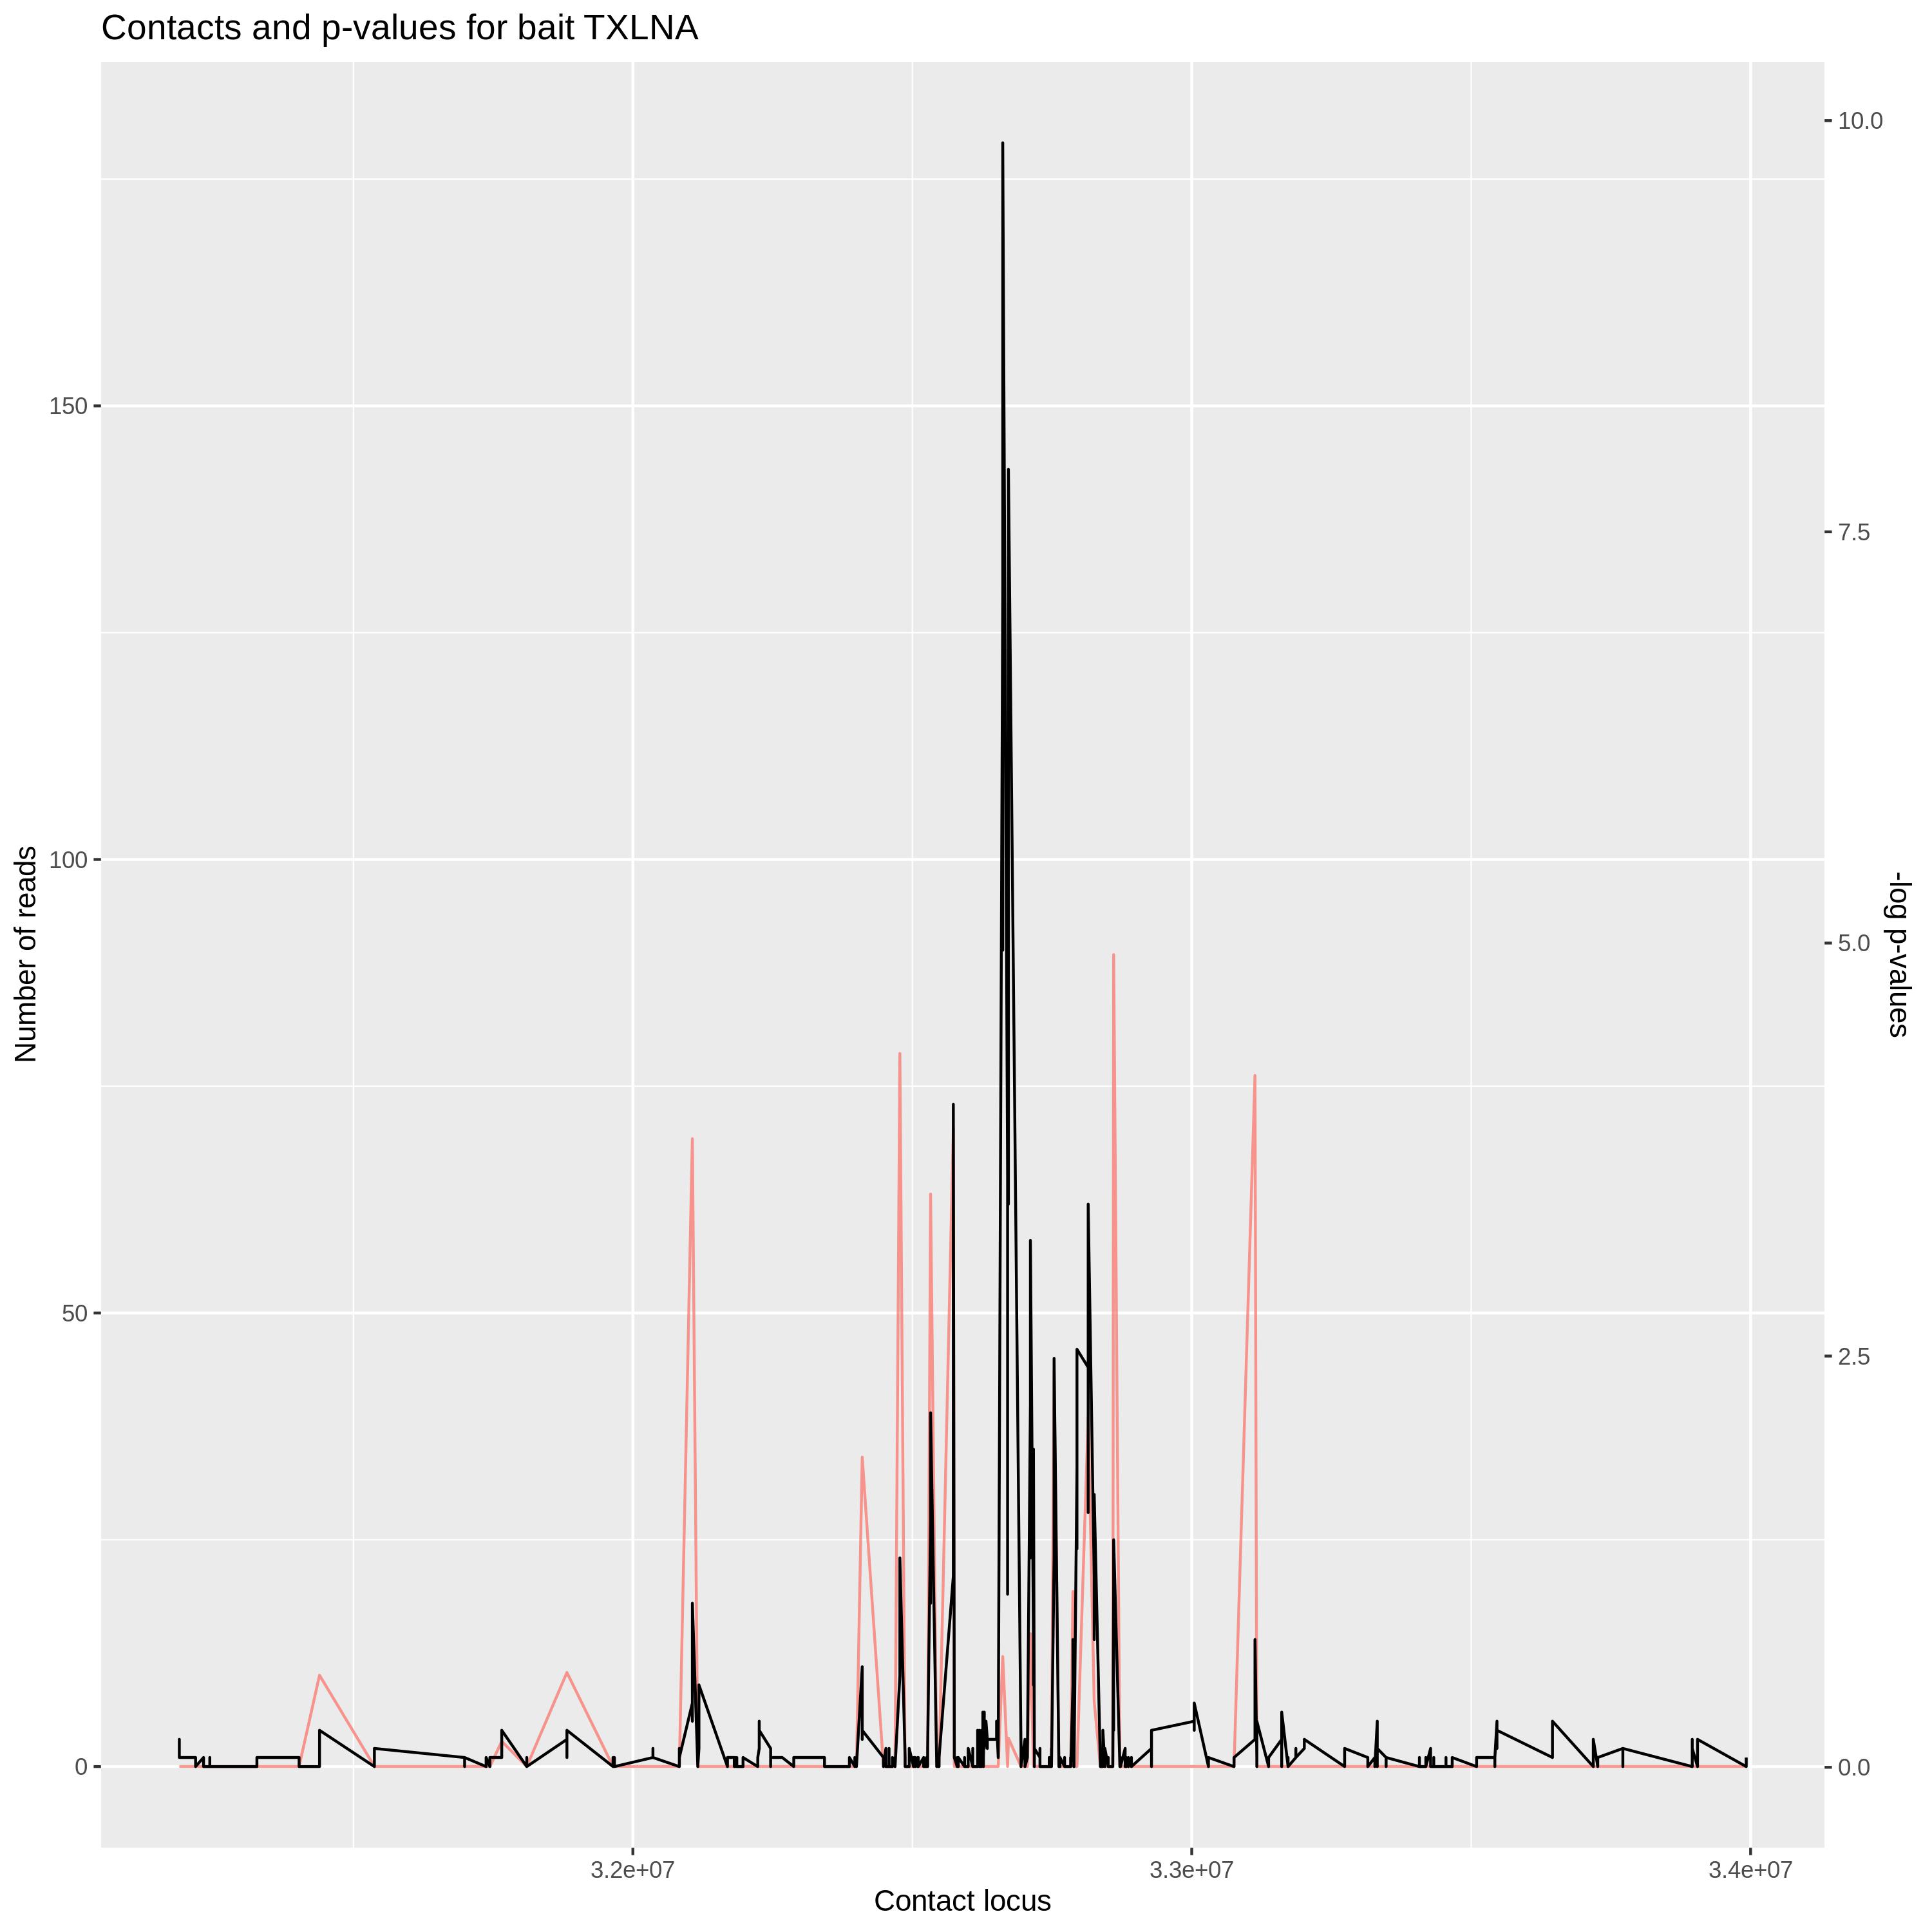 Contacts and p-values for bait TXLNA
150
100
50
0
Number of reads
10.0
7.5
5.0
2.5
0.0
-log p-values
3.2e+07
3.3e+07
3.4e+07
Contact locus